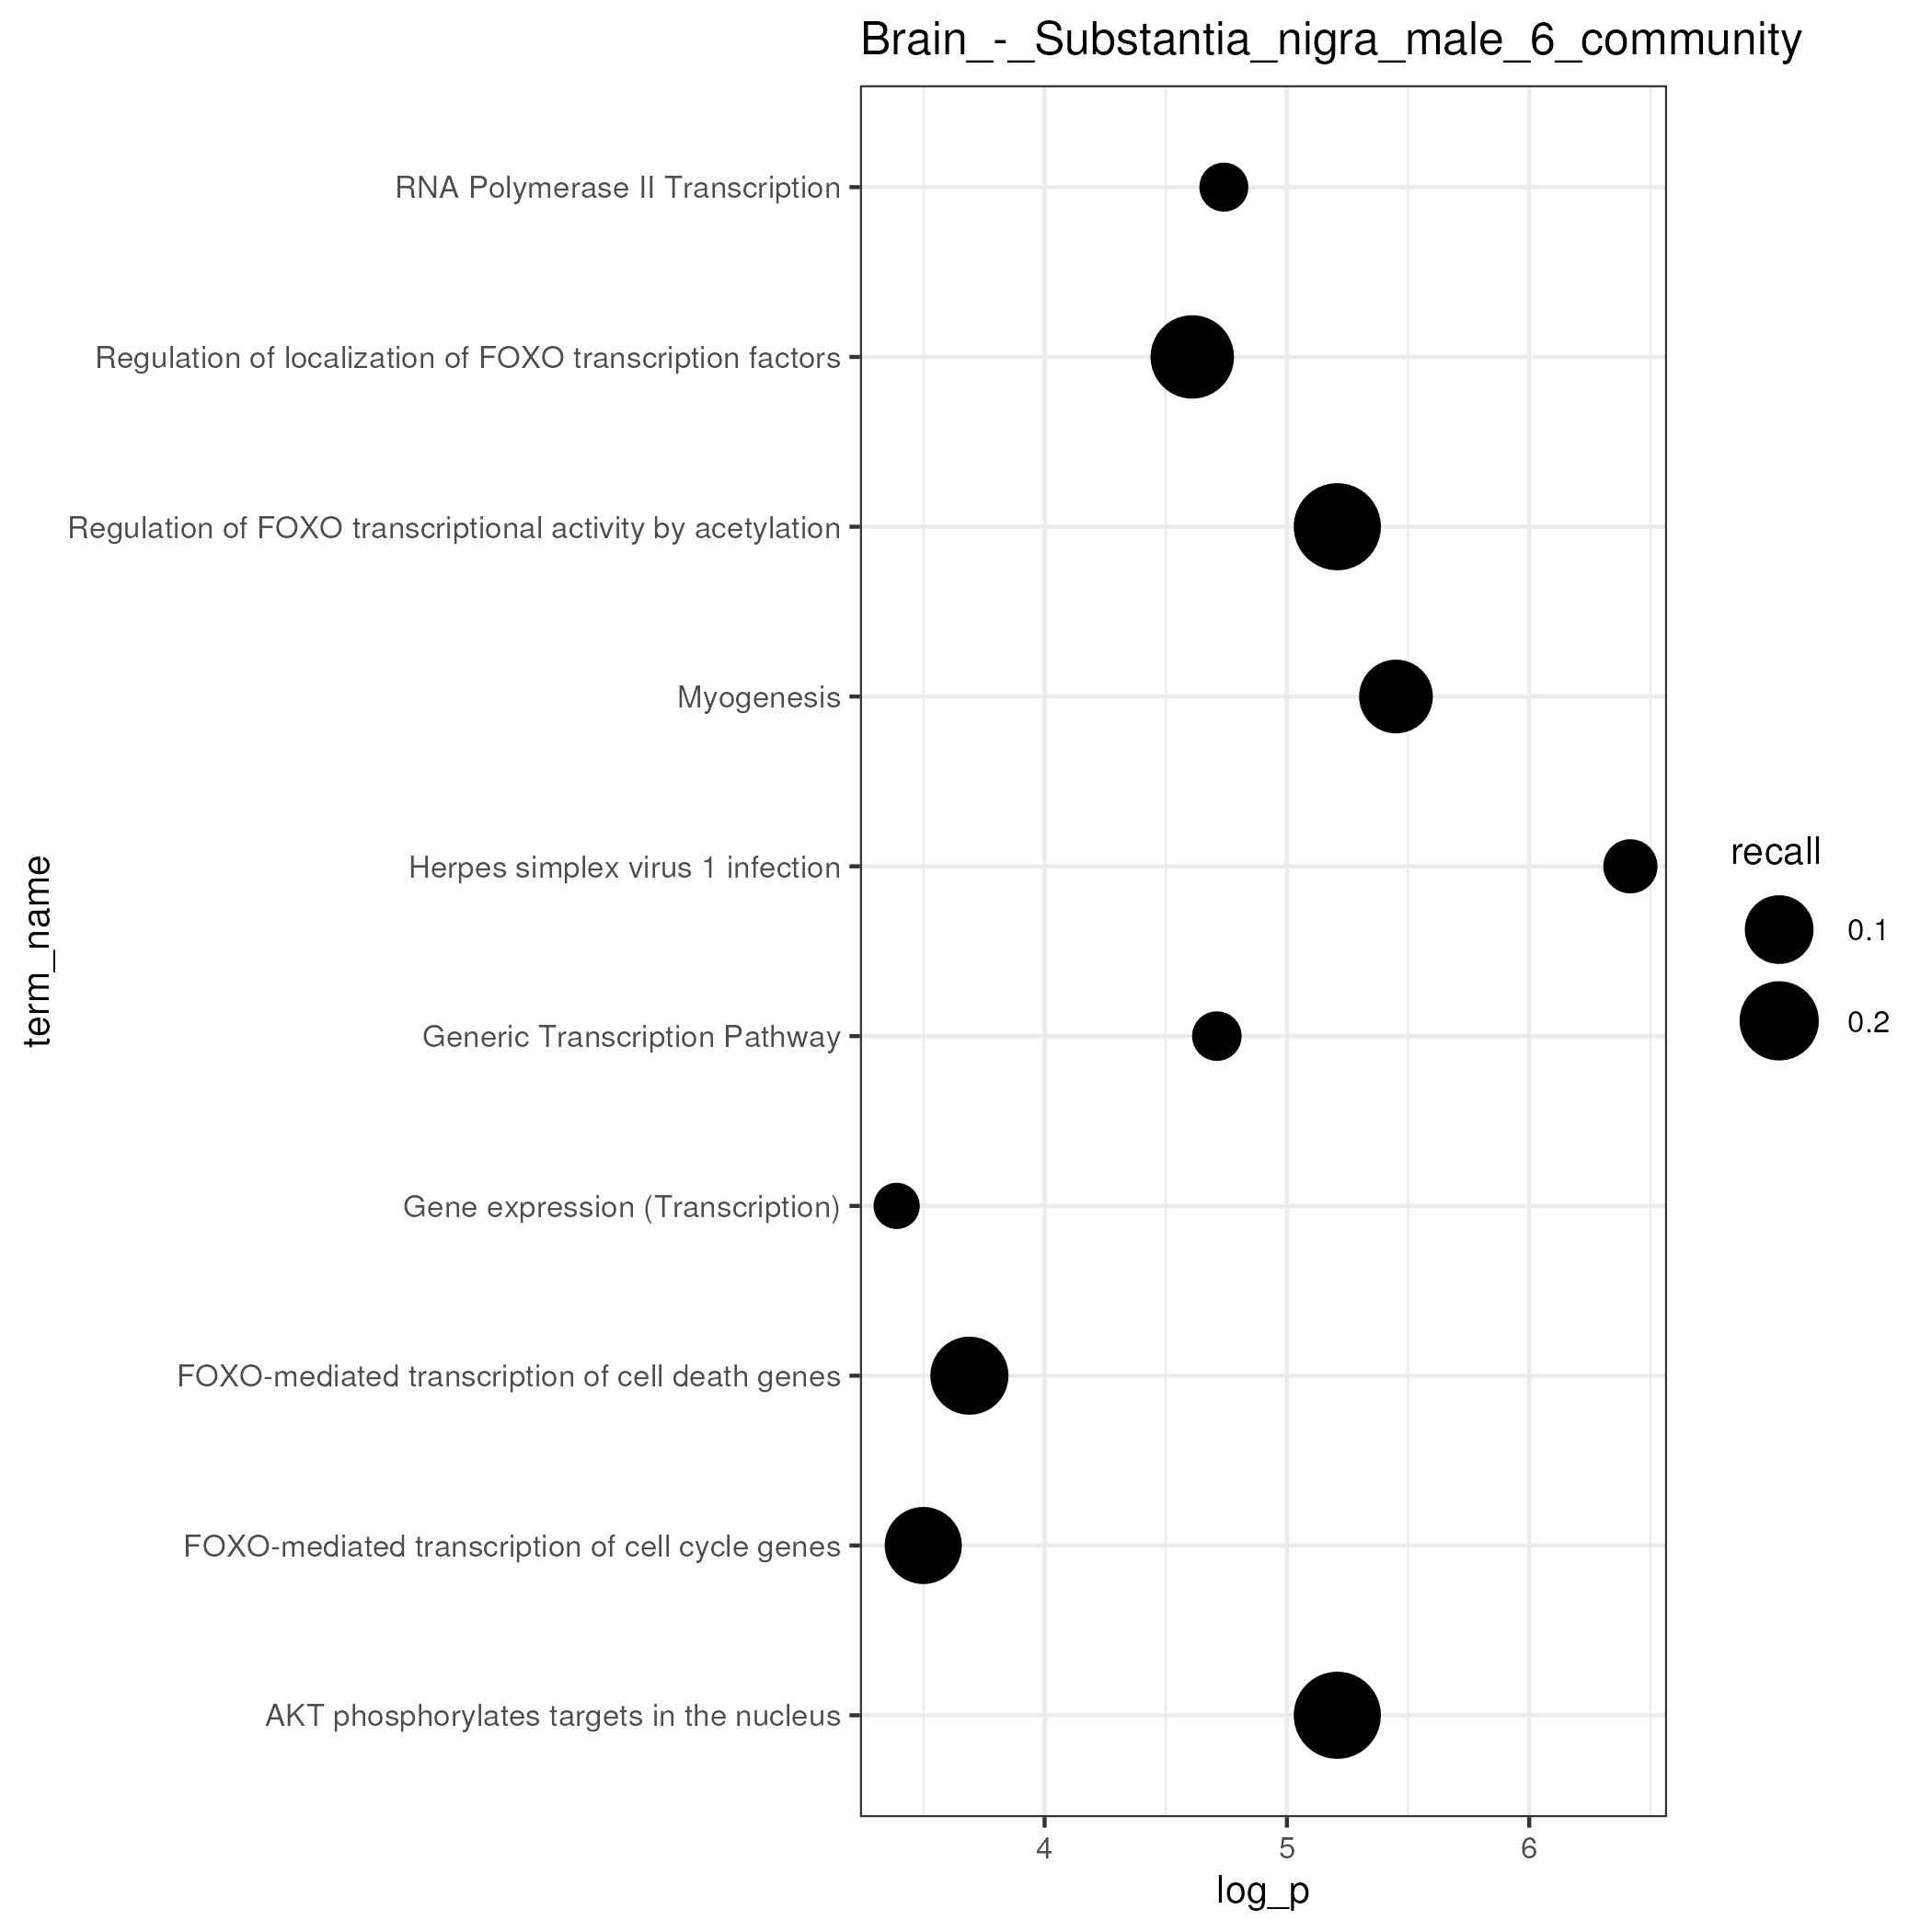 Brain_-_Substantia_nigra_male_6_community
RNA Polymerase II Transcription
Regulation of localization of FOXO transcription factors
Regulation of FOXO transcriptional activity by acetylation
Myogenesis
Herpes simplex virus 1 infection
Generic Transcription Pathway
Gene expression (Transcription)
FOXO-mediated transcription of cell death genes
FOXO-mediated transcription of cell cycle genes
AKT phosphorylates targets in the nucleus
term_name
4 5 6
log_p
recall
0.1
0.2